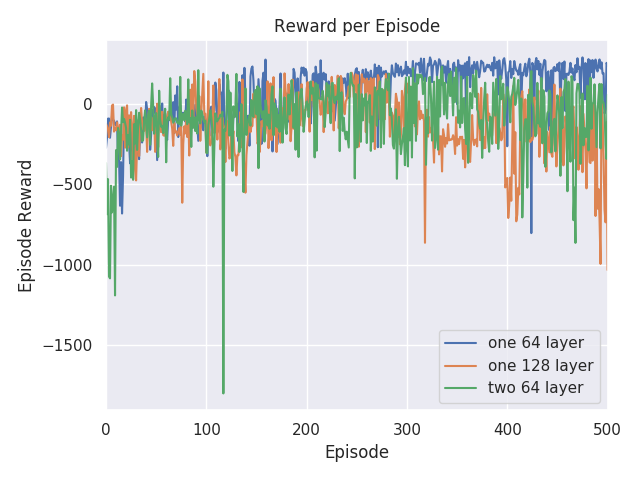 Reward per Episode
Episode Reward
0
−500
−1000
−1500
0 100 200 300 400 500
Episode
one 64 layer
one 128 layer
two 64 layer